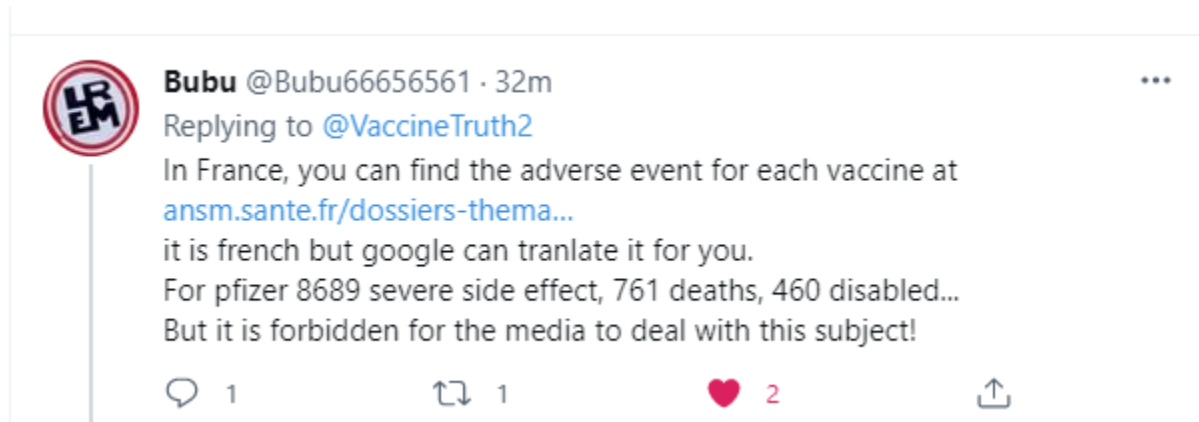 LR
EM
Bubu @Bubu66656561 · 32m
Replying to @VaccineTruth2
In France, you can find the adverse event for each vaccine at
ansm.sante.fr/dossiers-thema...
it is french but google can tranlate it for you.
For pfizer 8689 severe side effect, 761 deaths, 460 disabled...
But it is forbidden for the media to deal with this subject!
1 1 2